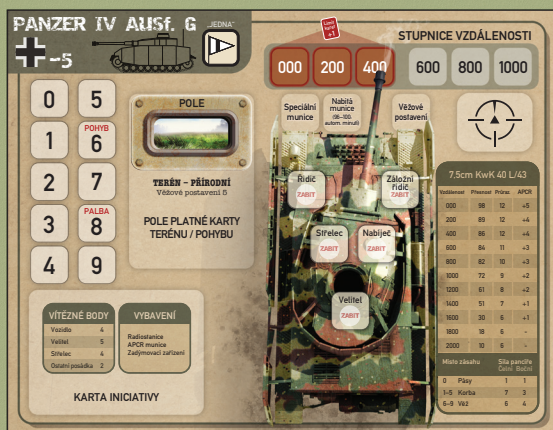 PANZER IV AUSF. G
-5
„JEDNA“
Limit karet +1
STUPNICE VZDÁLENOSTI
000 200 400 600 800 1000
0 5
POHYB
1 6
2 7
PALBA
3 8
4 9
POLE
TERÉN – PŘÍRODNÍ
Věžové postavení 5
POLE PLATNÉ KARTY
TERÉNU / POHYBU
Speciální
munice
Nabitá
munice
(96–100:
autom. minutí)
Věžové
postavení
Řidič
ZABIT
Záložní
řidič
ZABIT
Střelec
ZABIT
Nabíječ
ZABIT
Velitel
ZABIT
7.5cm KwK 40 L/43
Vzdálenost Přesnost Průraz APCR
000 98 12 +5
200 89 12 +4
400 86 12 +4
600 84 11 +3
800 82 10 +3
1000 72 9 +2
1200 61 8 +2
1400 51 7 +1
1600 30 6 +1
1800 18 6 -
2000 10 6 -
Místo zásahu Síla pancíře
Čelní Boční
0 Pásy 1 1
1–5 Korba 7 3
6–9 Věž 6 4
VÍTĚZNÉ BODY
Vozidlo 4
Velitel 5
Střelec 4
Ostatní posádka 2
VYBAVENÍ
Radiostanice
APCR munice
Zadýmovací zařízení
KARTA INICIATIVY